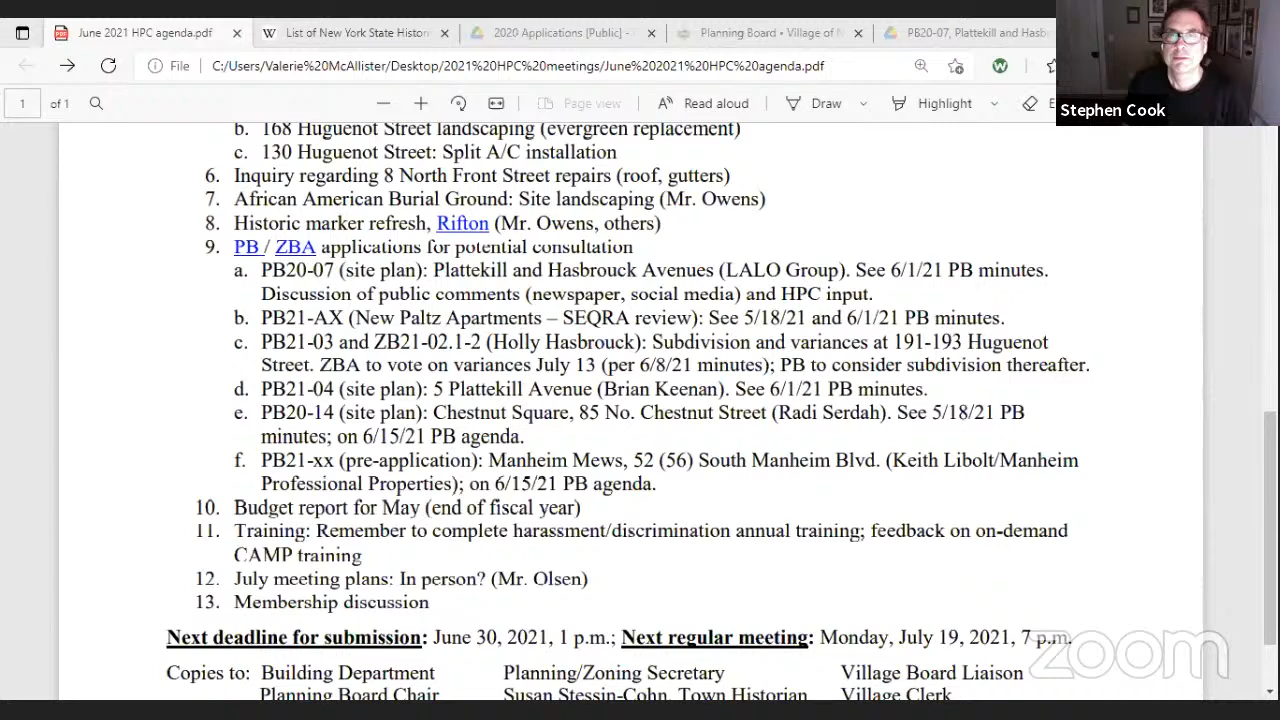 June 2021 HPC agenda.pdf
List of New York State Histori
2020 Applications [Public] -
Planning Board • Village of N
PB20-07, Plattekill and Hasb
File
C:/Users/Valerie%20McAllister/Desktop/2021%20HPC%20meetings/June%202021%20HPC%20agenda.pdf
1 of 1
Page view
Read aloud
Draw
Highlight
Stephen Cook
b. 168 Huguenot Street landscaping (evergreen replacement)
c. 130 Huguenot Street: Split A/C installation
6. Inquiry regarding 8 North Front Street repairs (roof, gutters)
7. African American Burial Ground: Site landscaping (Mr. Owens)
8. Historic marker refresh, Rifton (Mr. Owens, others)
9. PB / ZBA applications for potential consultation
a. PB20-07 (site plan): Plattekill and Hasbrouck Avenues (LALO Group). See 6/1/21 PB minutes.
Discussion of public comments (newspaper, social media) and HPC input.
b. PB21-AX (New Paltz Apartments – SEQRA review): See 5/18/21 and 6/1/21 PB minutes.
c. PB21-03 and ZB21-02.1-2 (Holly Hasbrouck): Subdivision and variances at 191-193 Huguenot
Street. ZBA to vote on variances July 13 (per 6/8/21 minutes); PB to consider subdivision thereafter.
d. PB21-04 (site plan): 5 Plattekill Avenue (Brian Keenan). See 6/1/21 PB minutes.
e. PB20-14 (site plan): Chestnut Square, 85 No. Chestnut Street (Radi Serdah). See 5/18/21 PB
minutes; on 6/15/21 PB agenda.
f. PB21-xx (pre-application): Manheim Mews, 52 (56) South Manheim Blvd. (Keith Libolt/Manheim
Professional Properties); on 6/15/21 PB agenda.
10. Budget report for May (end of fiscal year)
11. Training: Remember to complete harassment/discrimination annual training; feedback on on-demand
CAMP training
12. July meeting plans: In person? (Mr. Olsen)
13. Membership discussion
Next deadline for submission: June 30, 2021, 1 p.m.; Next regular meeting: Monday, July 19, 2021, 7 p.m.
zoom
Copies to: Building Department Planning/Zoning Secretary Village Board Liaison
Planning Board Chair Susan Stessin-Cohn, Town Historian Village Clerk